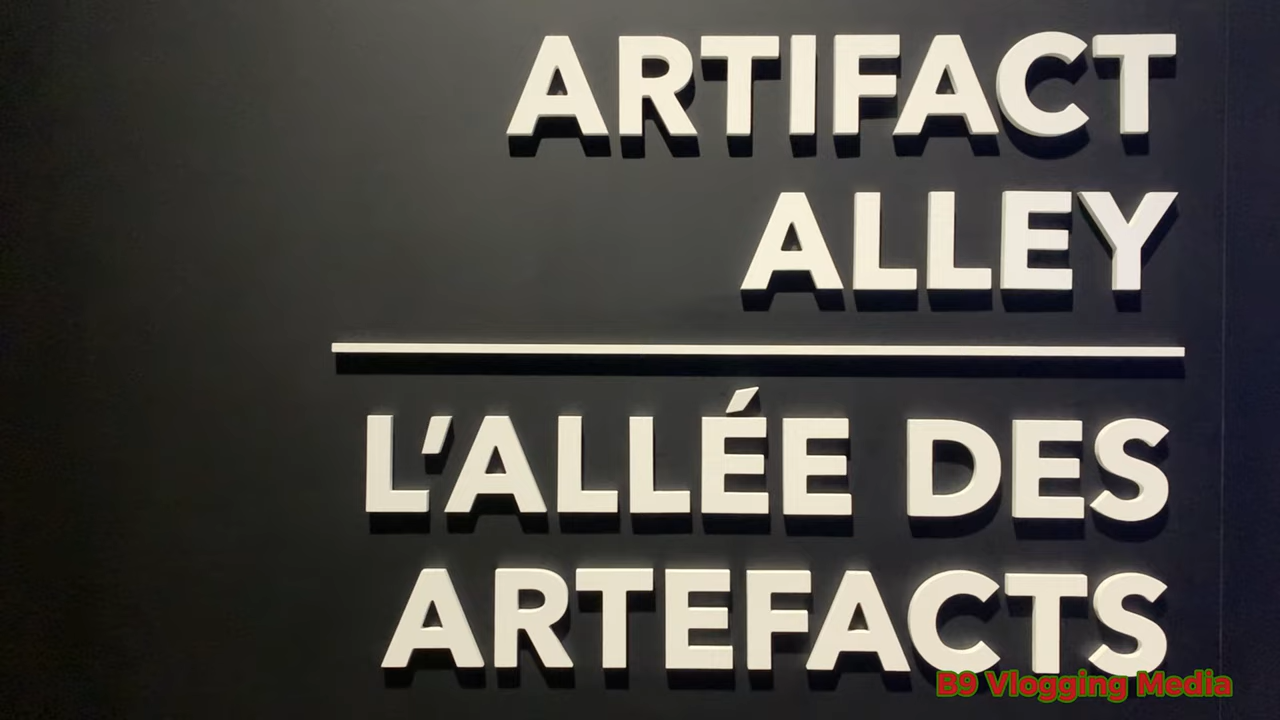 ARTIFACT
ALLEY
L'ALLÉE DES
ARTEFACTS
B9 Vlogging Media